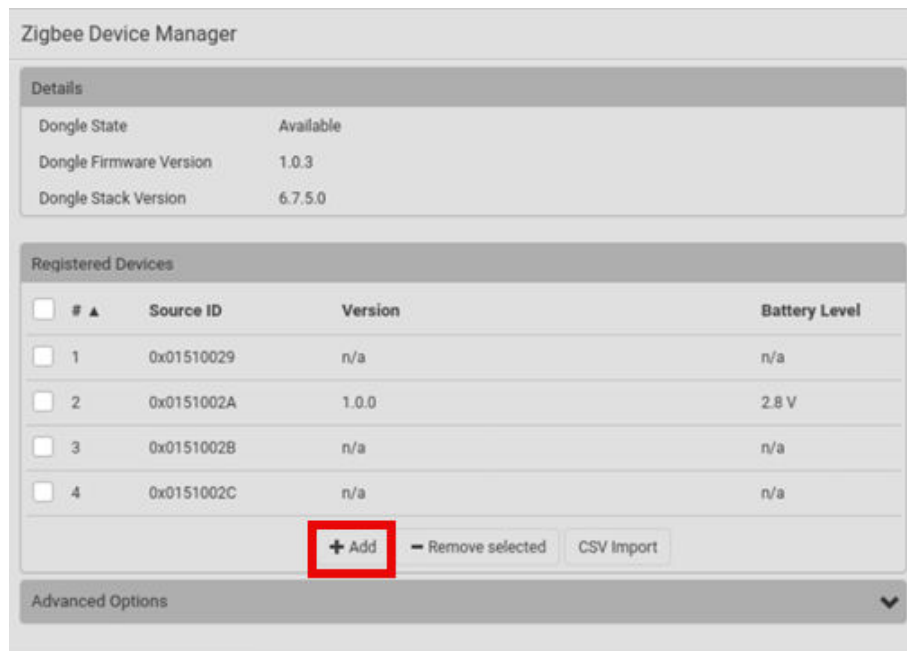 Zigbee Device Manager
Details
Dongle State Available
Dongle Firmware Version 1.0.3
Dongle Stack Version 6.7.5.0
Registered Devices
# ▲ Source ID Version Battery Level
1 0x01510029 n/a n/a
2 0x0151002A 1.0.0 2.8 V
3 0x0151002B n/a n/a
4 0x0151002C n/a n/a
+ Add - Remove selected CSV Import
Advanced Options